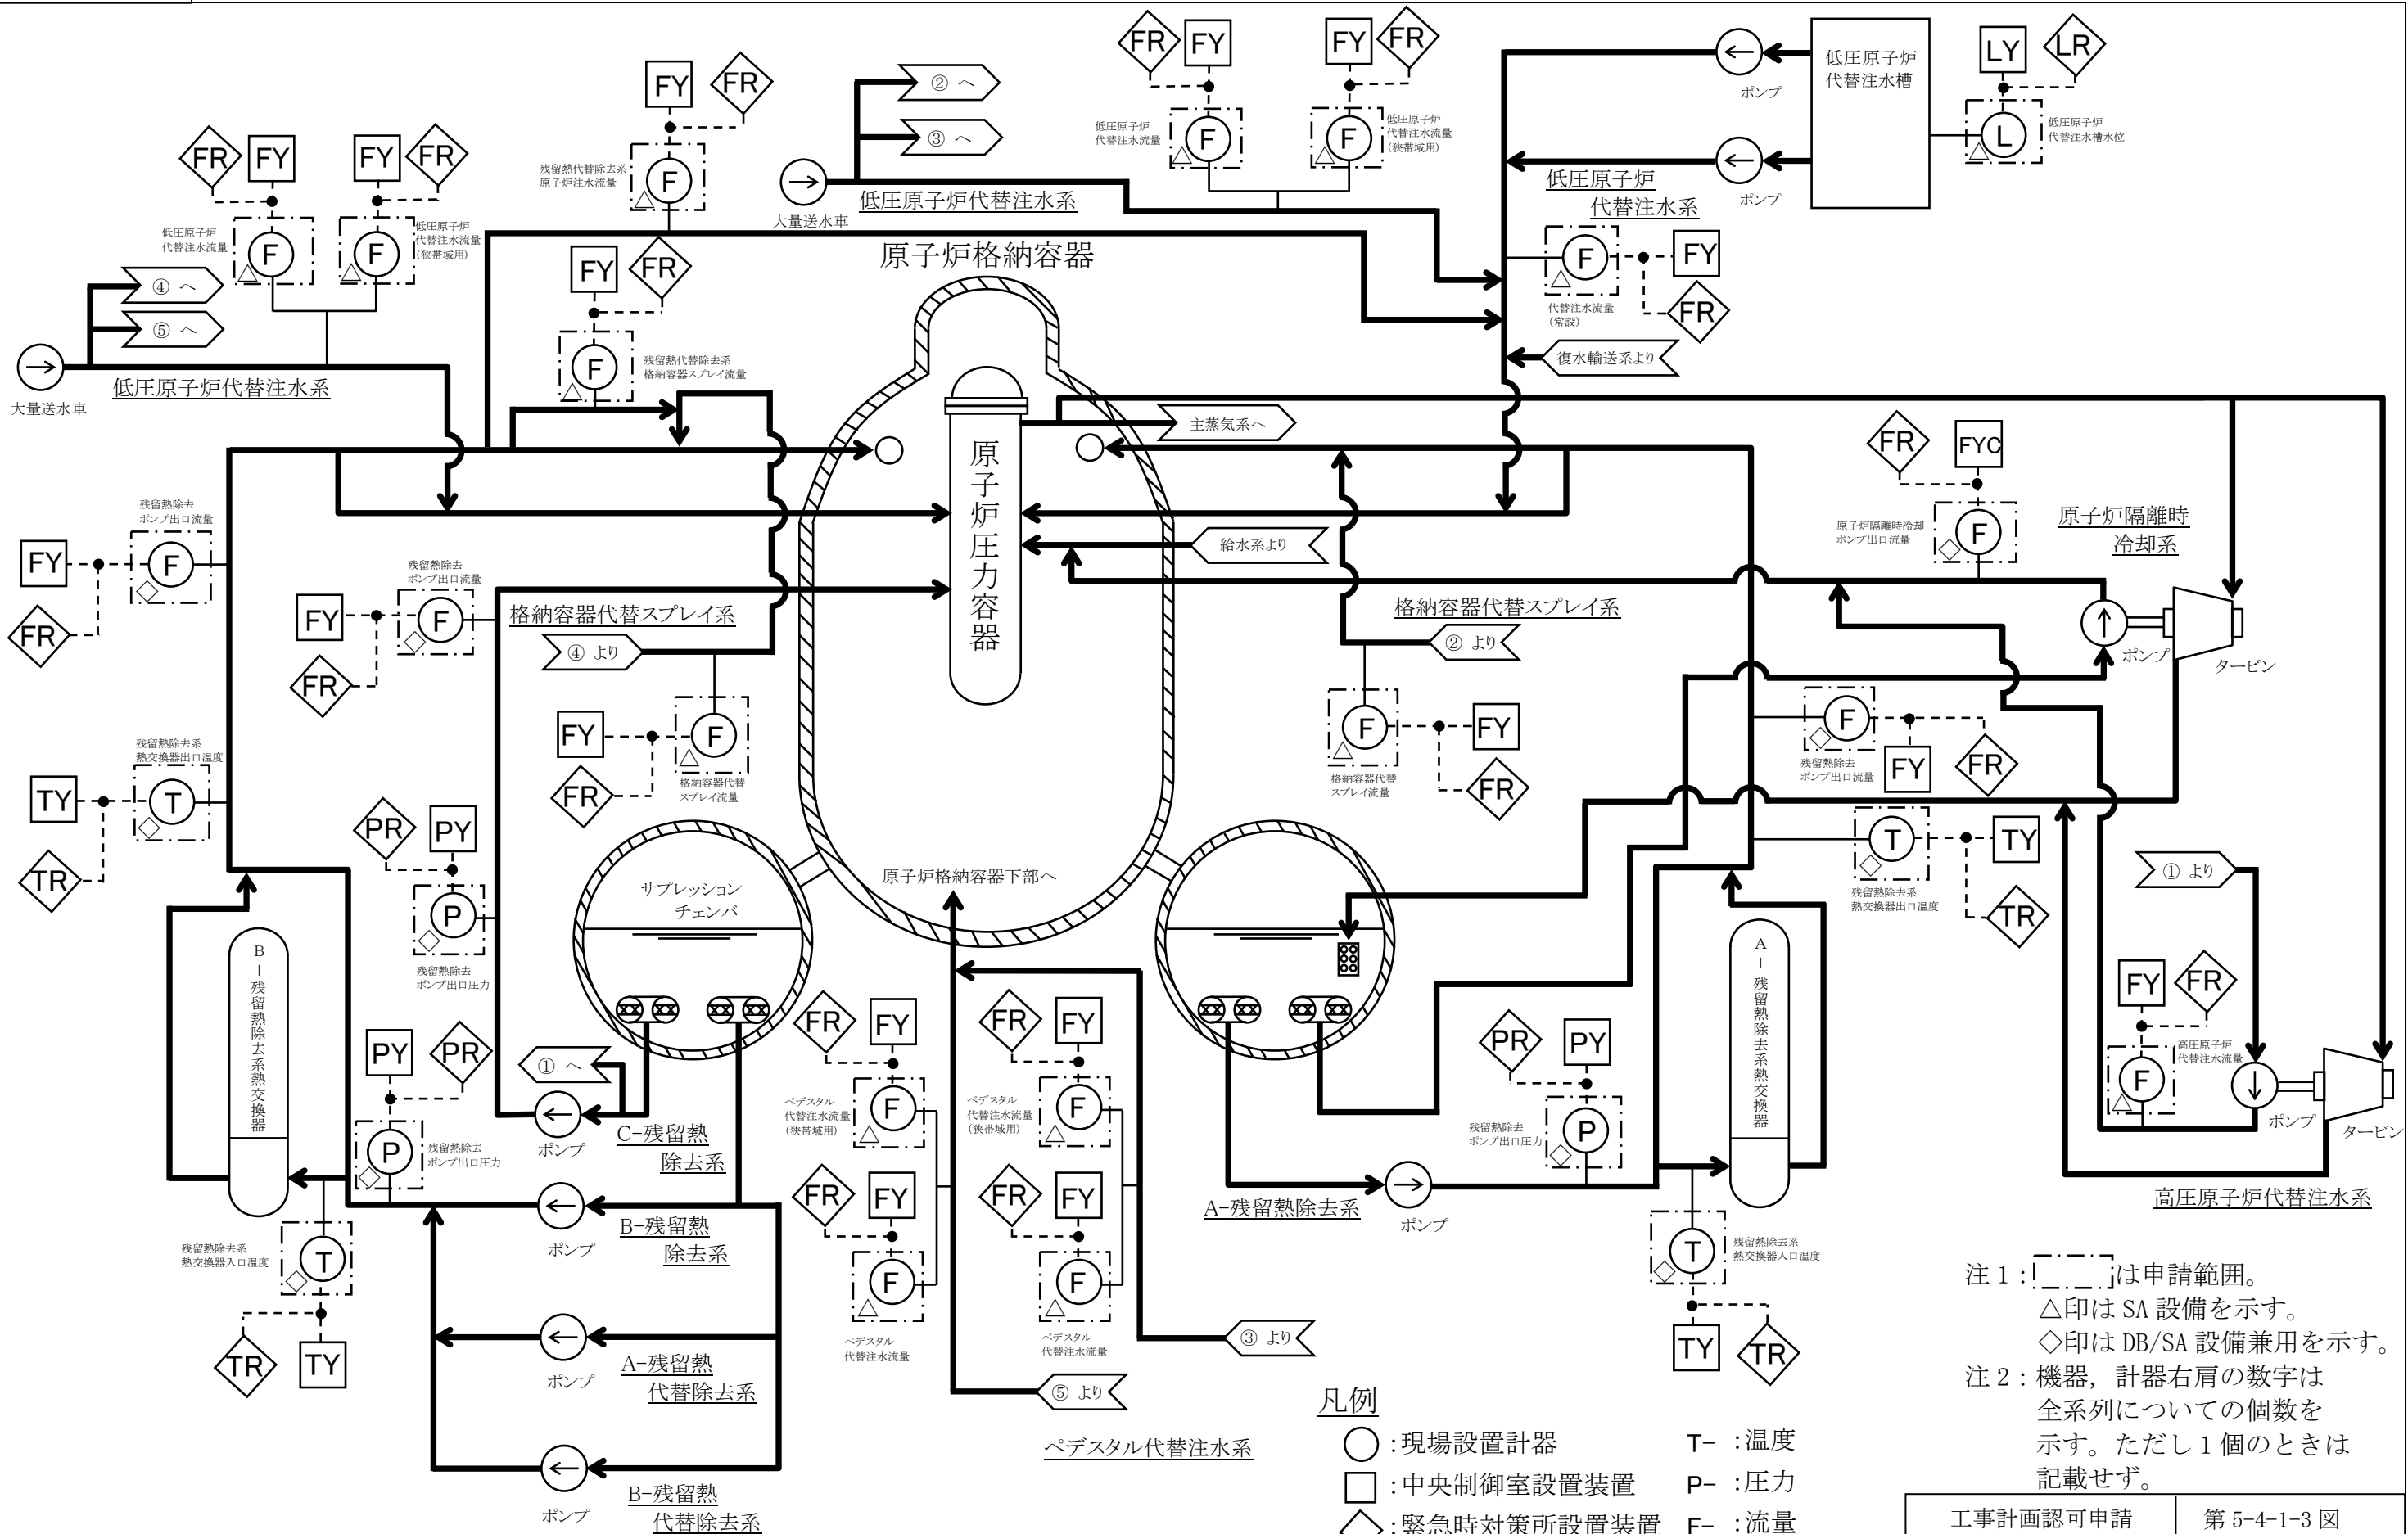 FR
FY
FY
FR
低圧原子炉
代替注水流量
低圧原子炉
代替注水流量
(狭帯域用)
④ へ
⑤ へ
大量送水車
低圧原子炉代替注水系
FY
FR
残留熱代替除去系
原子炉注水流量
F
△
② へ
③ へ
大量送水車
低圧原子炉代替注水系
FR
FY
FY
FR
低圧原子炉
代替注水流量
低圧原子炉
代替注水流量
(狭帯域用)
F
△
F
△
ポンプ
ポンプ
低圧原子炉
代替注水槽
LY
LR
L
△
低圧原子炉
代替注水槽水位
低圧原子炉
代替注水系
F
△
FY
FR
代替注水流量
(常設)
復水輸送系より
F
△
F
△
FY
FR
F
△
残留熱代替除去系
格納容器スプレイ流量
原子炉格納容器
原子炉圧力容器
主蒸気系へ
給水系より
FR
FYC
F
◇
原子炉隔離時冷却
ポンプ出口流量
原子炉隔離時
冷却系
ポンプ
タービン
残留熱除去
ポンプ出口流量
FY
F
◇
FR
残留熱除去
ポンプ出口流量
FY
F
◇
FR
格納容器代替スプレイ系
④ より
FY
F
△
FR
格納容器代替
スプレイ流量
格納容器代替スプレイ系
② より
F
△
FY
FR
格納容器代替
スプレイ流量
F
◇
FY
FR
残留熱除去
ポンプ出口流量
残留熱除去系
熱交換器出口温度
TY
T
◇
TR
PR
PY
P
◇
残留熱除去
ポンプ出口圧力
T
◇
TY
TR
残留熱除去系
熱交換器出口温度
① より
サプレッション
チェンバ
原子炉格納容器下部へ
B-残留熱除去系熱交換器
A-残留熱除去系熱交換器
PY
PR
P
◇
残留熱除去
ポンプ出口圧力
① へ
ポンプ
C-残留熱
除去系
ポンプ
B-残留熱
除去系
ポンプ
A-残留熱
代替除去系
ポンプ
B-残留熱
代替除去系
残留熱除去系
熱交換器入口温度
T
◇
TR
TY
FR
FY
F
△
ペデスタル
代替注水流量
(狭帯域用)
FR
FY
F
△
ペデスタル
代替注水流量
(狭帯域用)
FR
FY
F
△
ペデスタル
代替注水流量
FR
FY
F
△
ペデスタル
代替注水流量
③ より
⑤ より
ペデスタル代替注水系
A-残留熱除去系
ポンプ
PR
PY
P
◇
残留熱除去
ポンプ出口圧力
T
◇
残留熱除去系
熱交換器入口温度
TY
TR
FY
FR
F
△
高圧原子炉
代替注水流量
ポンプ
タービン
高圧原子炉代替注水系
注1: は申請範囲。
△印は SA 設備を示す。
◇印は DB/SA 設備兼用を示す。
注2: 機器，計器右肩の数字は
全系列についての個数を
示す。ただし1個のときは
記載せず。
凡例
:現場設置計器
:中央制御室設置装置
:緊急時対策所設置装置
T- :温度
P- :圧力
F- :流量
工事計画認可申請
第 5-4-1-3 図